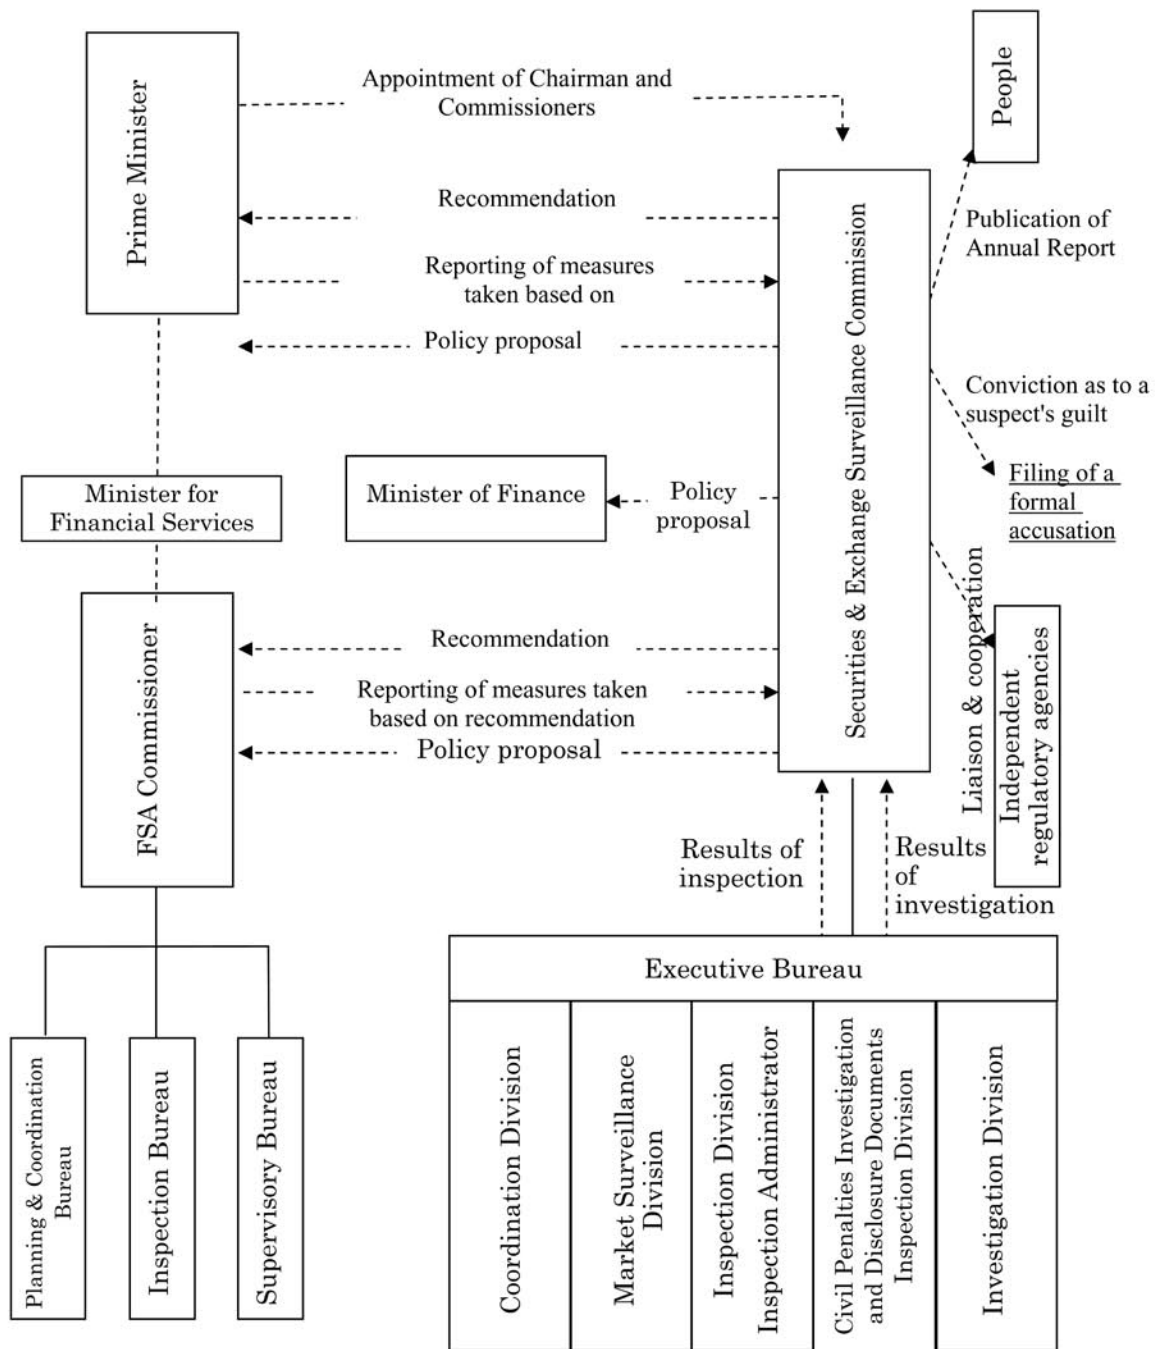 Prime Minister
Appointment of Chairman and
Commissioners
People
Recommendation
Reporting of measures
taken based on
Policy proposal
Securities & Exchange Surveillance Commission
Publication of
Annual Report
Conviction as to a
suspect's guilt
Filing of a
formal
accusation
Minister for
Financial Services
Minister of Finance
Policy
proposal
FSA Commissioner
Recommendation
Reporting of measures taken
based on recommendation
Policy proposal
Liaison & cooperation
Independent
regulatory agencies
Results of
inspection
Results
of
investigation
Executive Bureau
Planning & Coordination
Bureau
Inspection Bureau
Supervisory Bureau
Coordination Division
Market Surveillance
Division
Inspection Division
Inspection Administrator
Civil Penalties Investigation
and Disclosure Documents
Inspection Division
Investigation Division